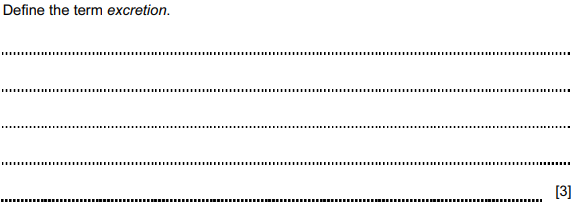 Define the term excretion.
[3]